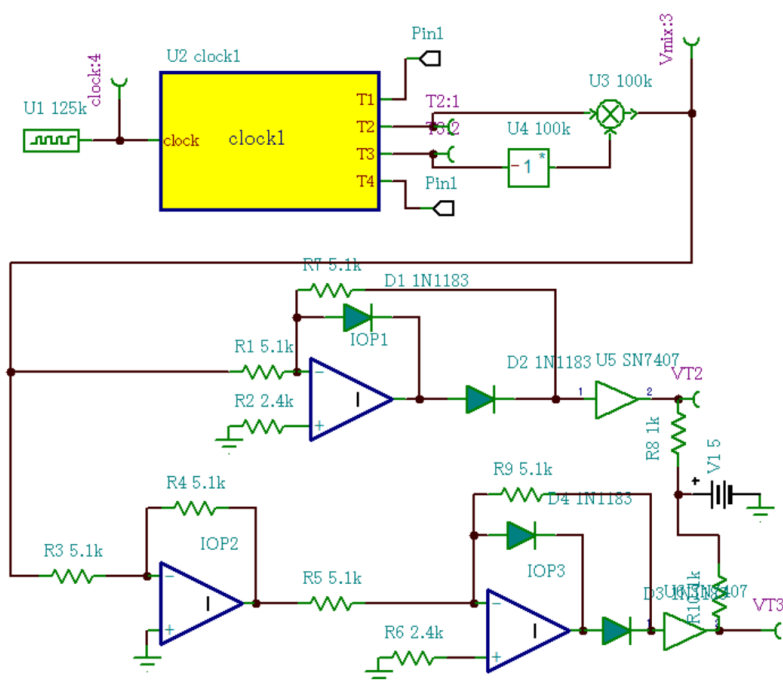 Pin1
U2 clock1
clock:4
Vmix:3
U3 100k
U1 125k
T1
T2:1
T2
U4 100k
clock
clock1
T3
-1 *
T4
Pin1
R7 5.1k
D1 1N1183
IOP1
R1 5.1k
D2 1N1183
U5 SN7407
VT2
−
I
1
2
R2 2.4k
+
R8 1k
V1 5
+
R9 5.1k
R4 5.1k
D4 1N1183
IOP2
R3 5.1k
IOP3
R5 5.1k
R10 1k
−
I
+
−
I
1
VT3
R6 2.4k
+